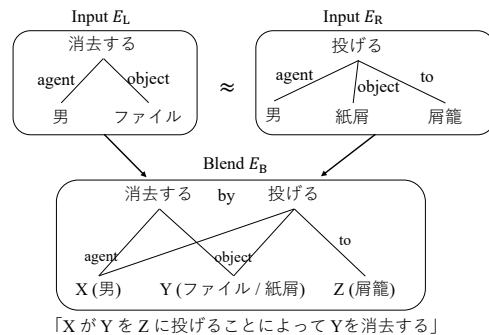 Input E_L
Input E_R
消去する
agent
object
男
ファイル
≈
投げる
agent
object
to
男
紙屑
屑籠
Blend E_B
消去する by 投げる
agent
object
to
X (男)
Y (ファイル / 紙屑)
Z (屑籠)
「X が Y を Z に投げることによって Yを消去する」